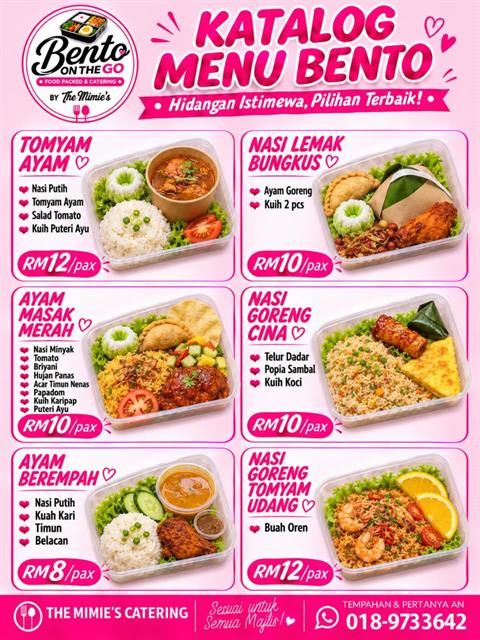 Bento
ON THE GO
FOOD PACKED & CATERING
BY The Mimie's
KATALOG
MENU BENTO
• Hidangan Istimewa, Pilihan Terbaik! •
TOMYAM
AYAM
Nasi Putih
Tomyam Ayam
Salad Tomato
Kuih Puteri Ayu
RM12/pax
NASI LEMAK
BUNGKUS
Ayam Goreng
Kuih 2 pcs
RM10/pax
AYAM
MASAK
MERAH
Nasi Minyak
Tomato
Briyani
Hujan Panas
Acar Timun Nenas
Papadom
Kuih Karipap
Puteri Ayu
RM10/pax
NASI
GORENG
CINA
Telur Dadar
Popia Sambal
Kuih Koci
RM10/pax
AYAM
BEREMPAH
Nasi Putih
Kuah Kari
Timun
Belacan
RM8/pax
NASI
GORENG
TOMYAM
UDANG
Buah Oren
RM12/pax
THE MIMIE'S CATERING
Sesuai untuk
Semua Majlis!
TEMPAHAN & PERTANYA AN
018-9733642